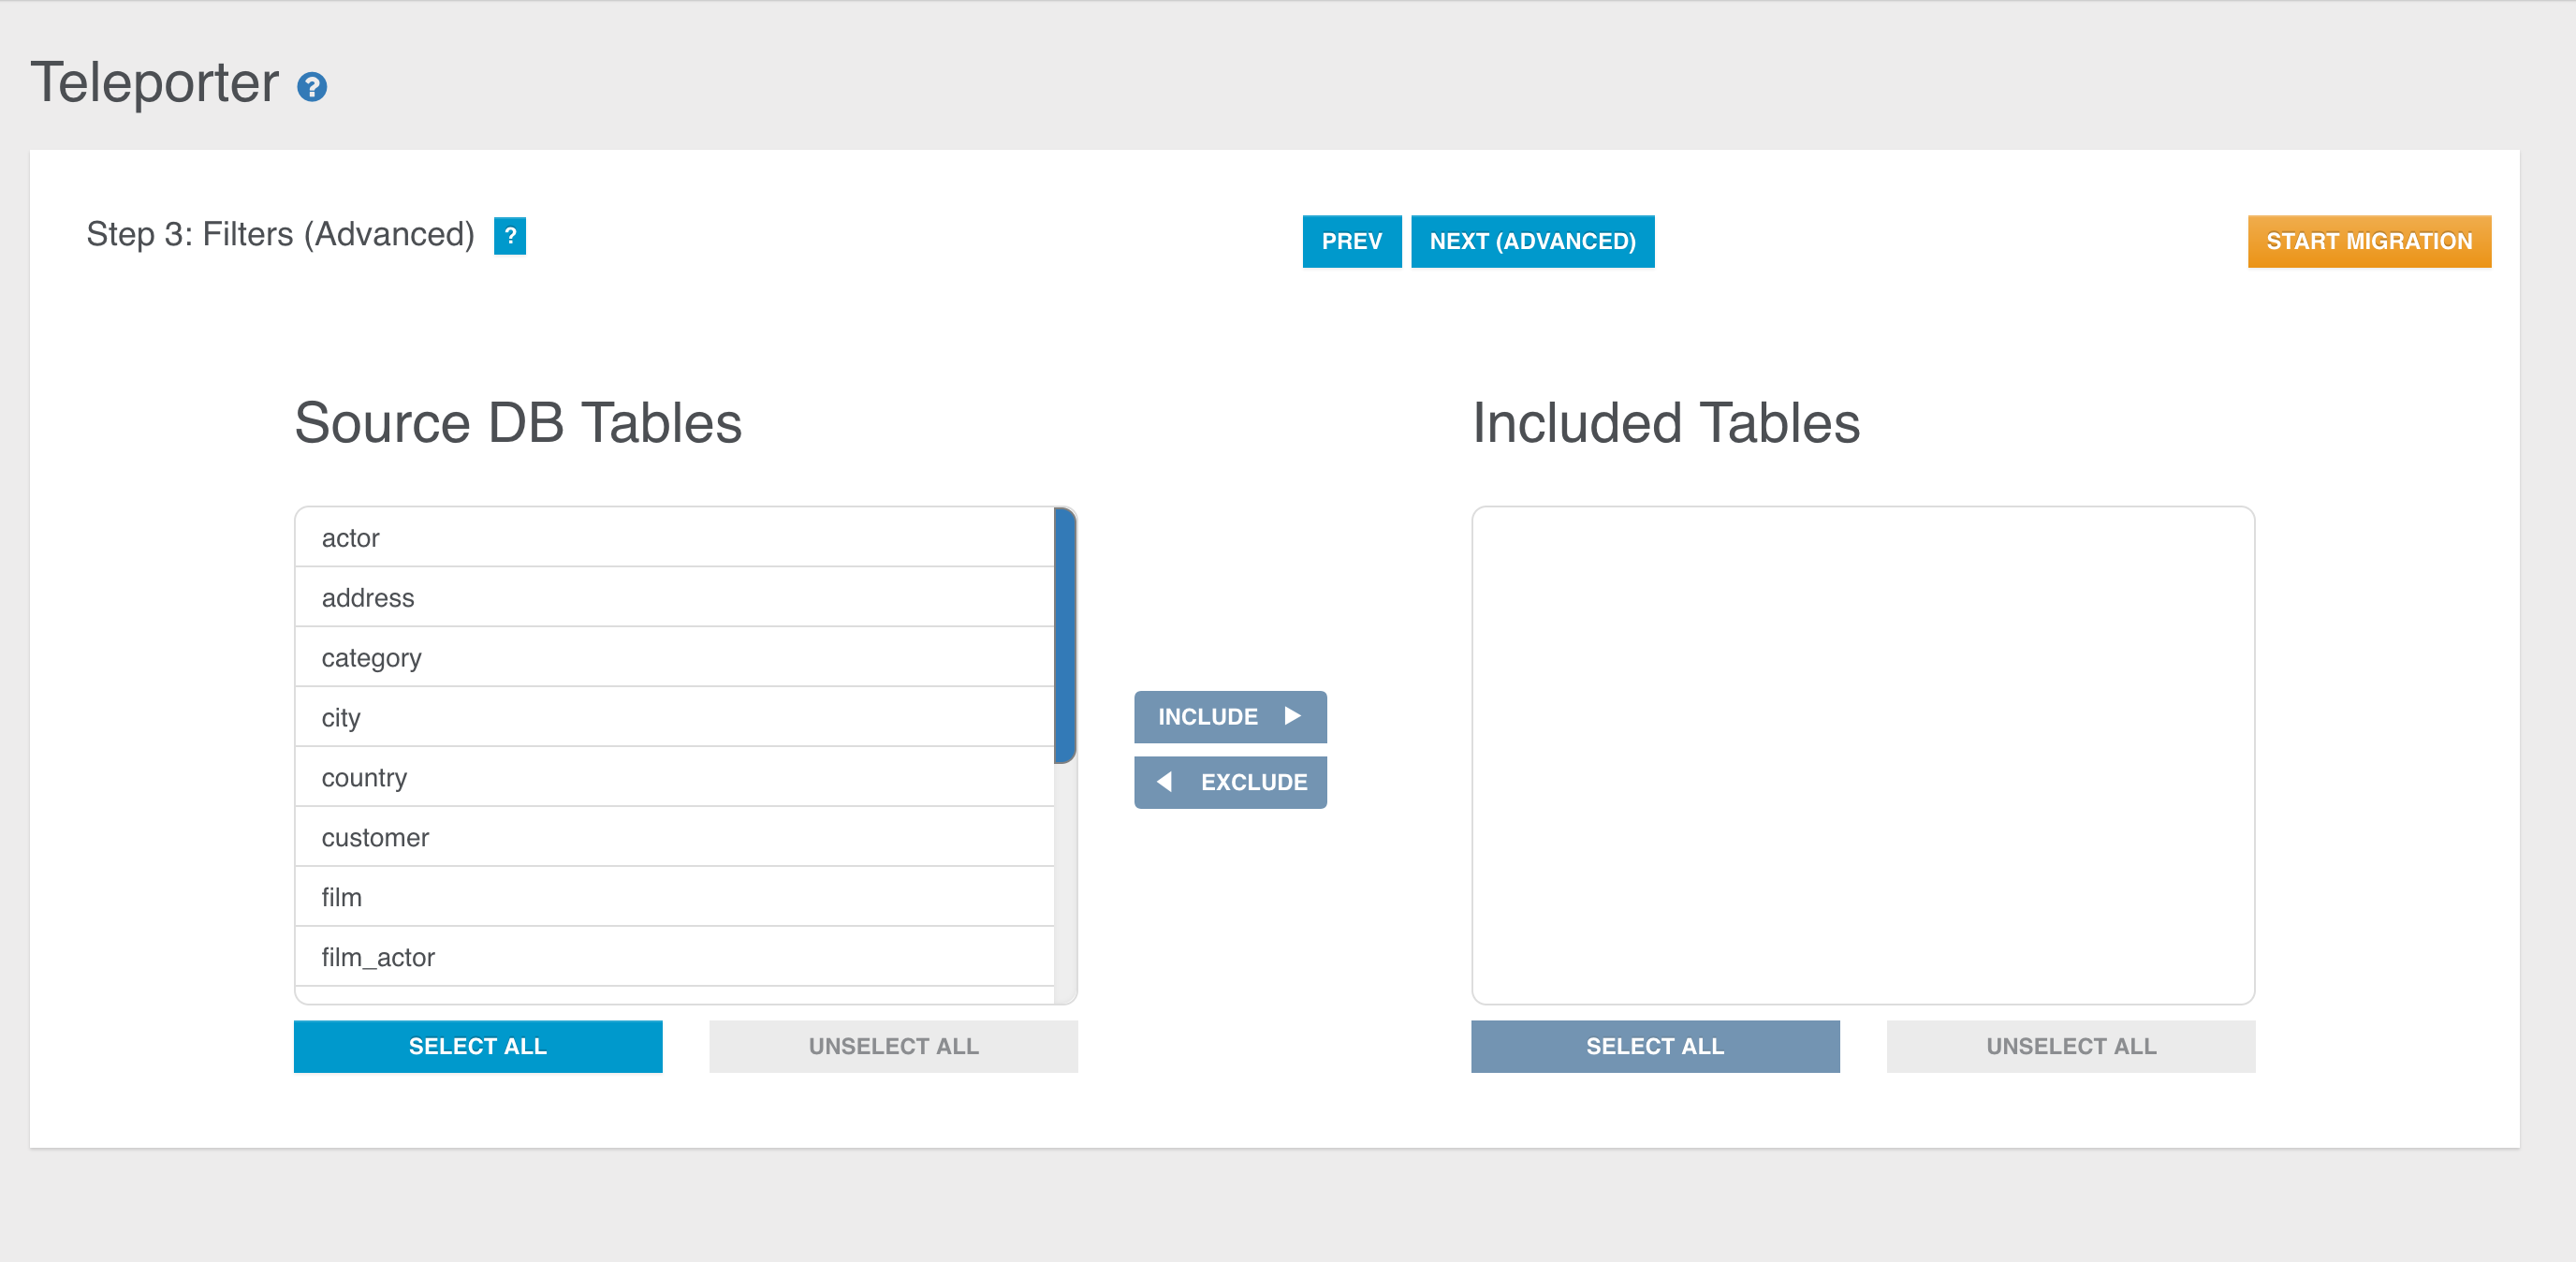 Teleporter ?
Step 3: Filters (Advanced) ?
PREV
NEXT (ADVANCED)
START MIGRATION
Source DB Tables
actor
address
category
city
country
customer
film
film_actor
SELECT ALL
UNSELECT ALL
INCLUDE
EXCLUDE
Included Tables
SELECT ALL
UNSELECT ALL